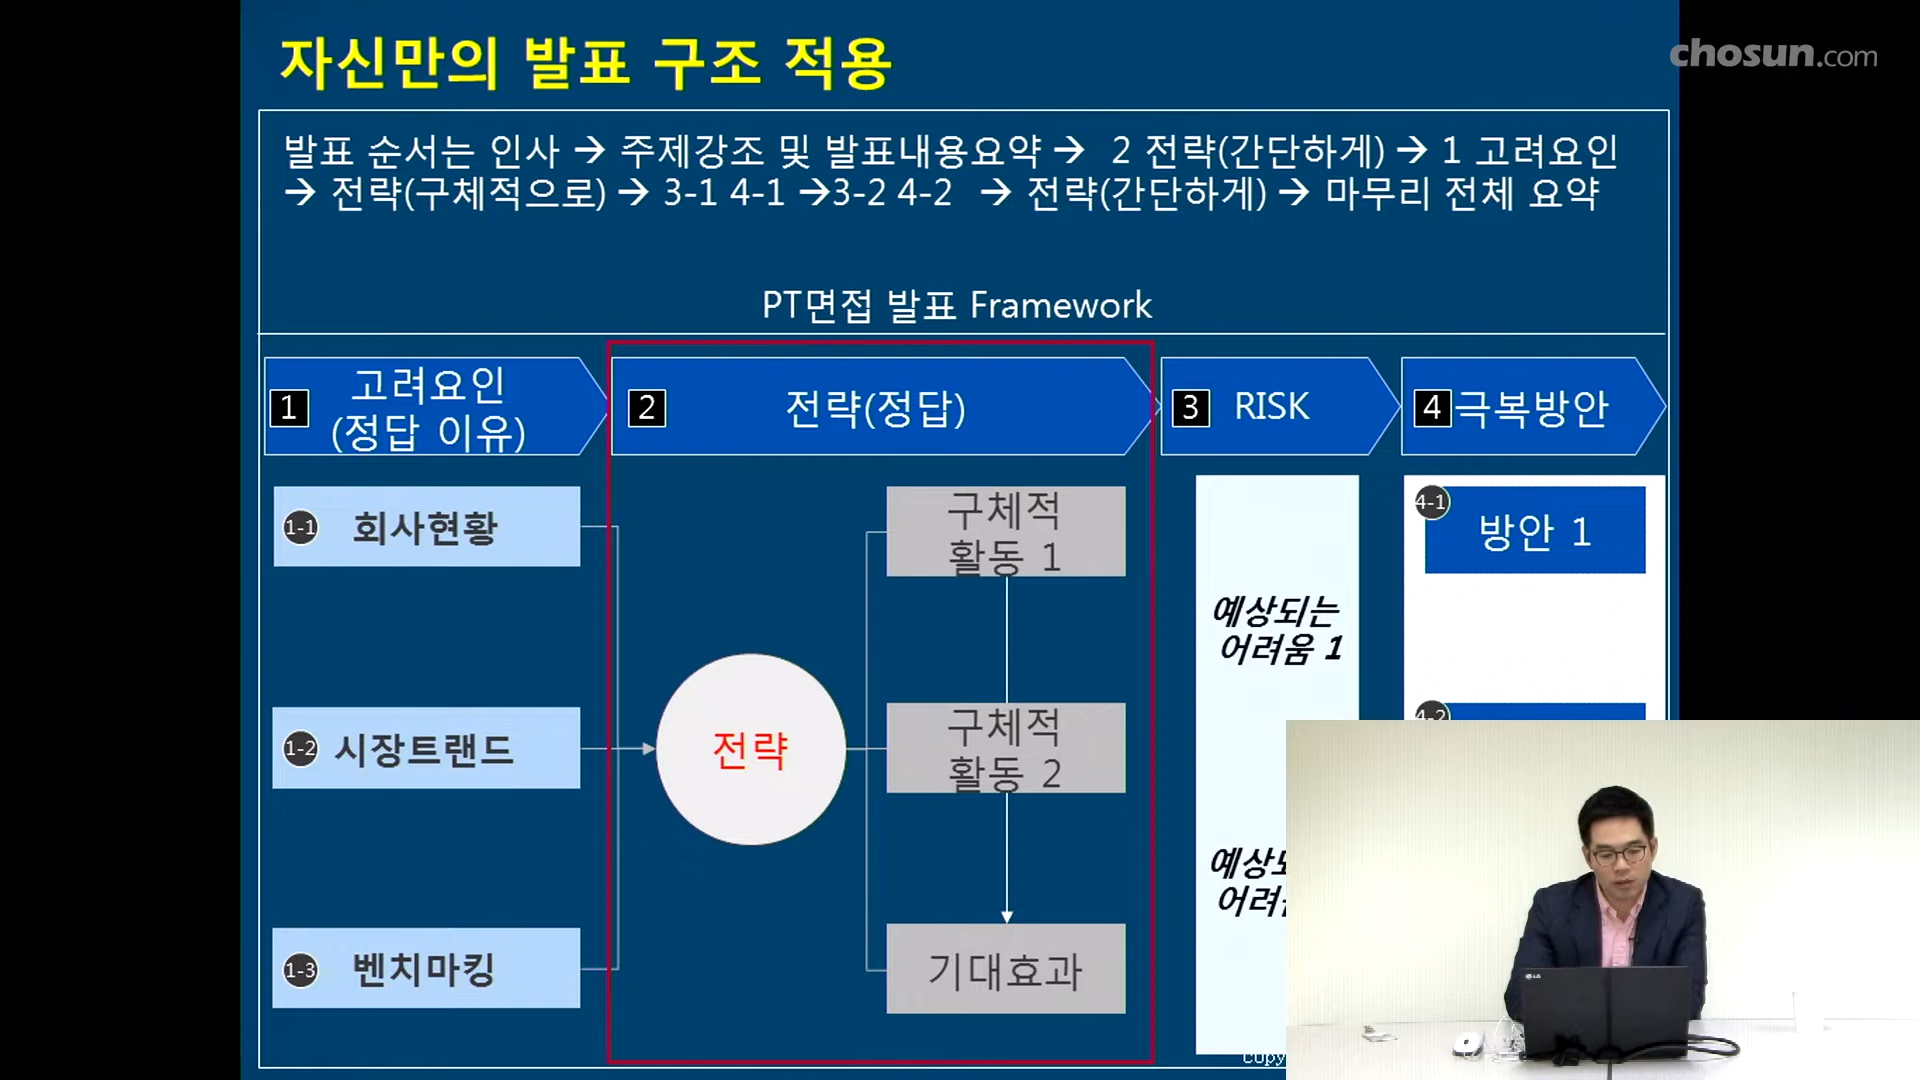 자신만의 발표 구조 적용
chosun.com
발표 순서는 인사 → 주제강조 및 발표내용요약 → 2 전략(간단하게) → 1 고려요인
→ 전략(구체적으로) → 3-1 4-1 →3-2 4-2 → 전략(간단하게) → 마무리 전체 요약
PT면접 발표 Framework
1 고려요인
(정답 이유)
2 전략(정답)
3 RISK
4 극복방안
1-1 회사현황
1-2 시장트랜드
1-3 벤치마킹
전략
구체적
활동 1
구체적
활동 2
기대효과
예상되는
어려움 1
4-1
방안 1
4-2
LG